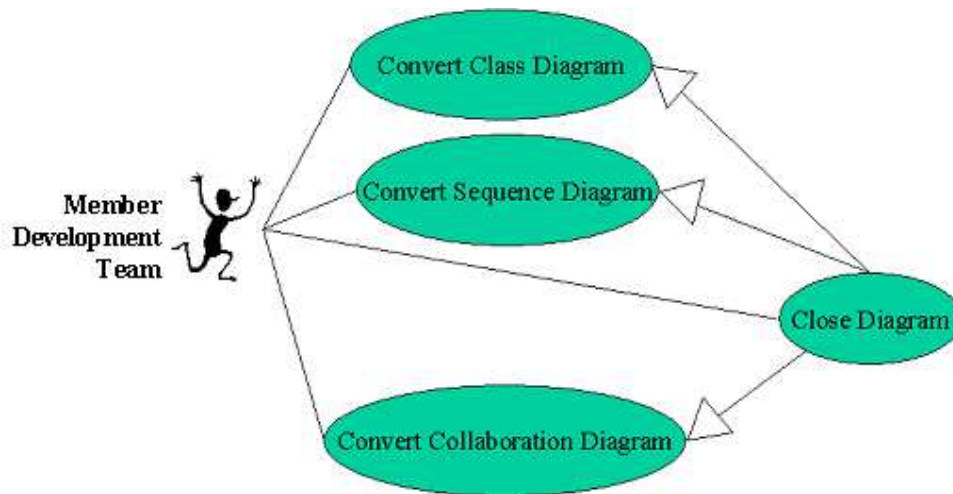 Convert Class Diagram
Convert Sequence Diagram
Member
Development
Team
Close Diagram
Convert Collaboration Diagram